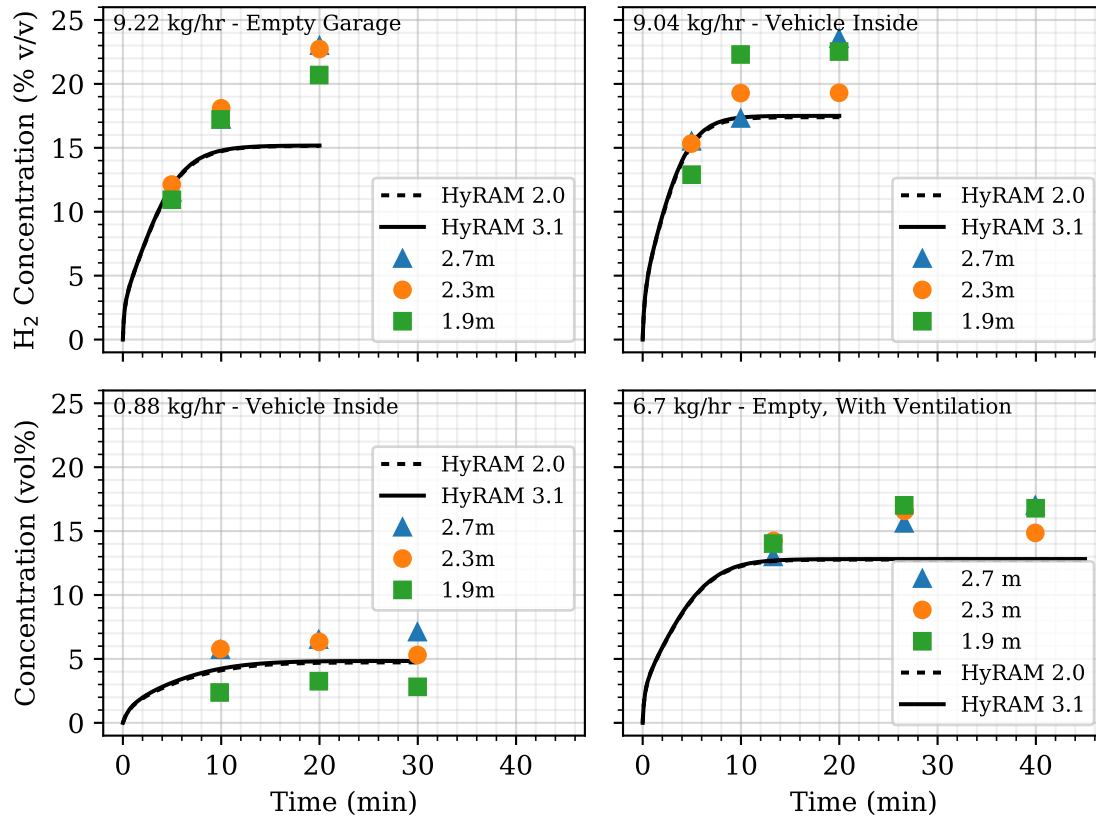 9.22 kg/hr - Empty Garage
H₂ Concentration (% v/v)
25
20
15
10
5
0
HyRAM 2.0
HyRAM 3.1
2.7m
2.3m
1.9m
9.04 kg/hr - Vehicle Inside
HyRAM 2.0
HyRAM 3.1
2.7m
2.3m
1.9m
0.88 kg/hr - Vehicle Inside
Concentration (vol%)
25
20
15
10
5
0
HyRAM 2.0
HyRAM 3.1
2.7m
2.3m
1.9m
0 10 20 30 40
Time (min)
6.7 kg/hr - Empty, With Ventilation
2.7 m
2.3 m
1.9 m
HyRAM 2.0
HyRAM 3.1
0 10 20 30 40
Time (min)